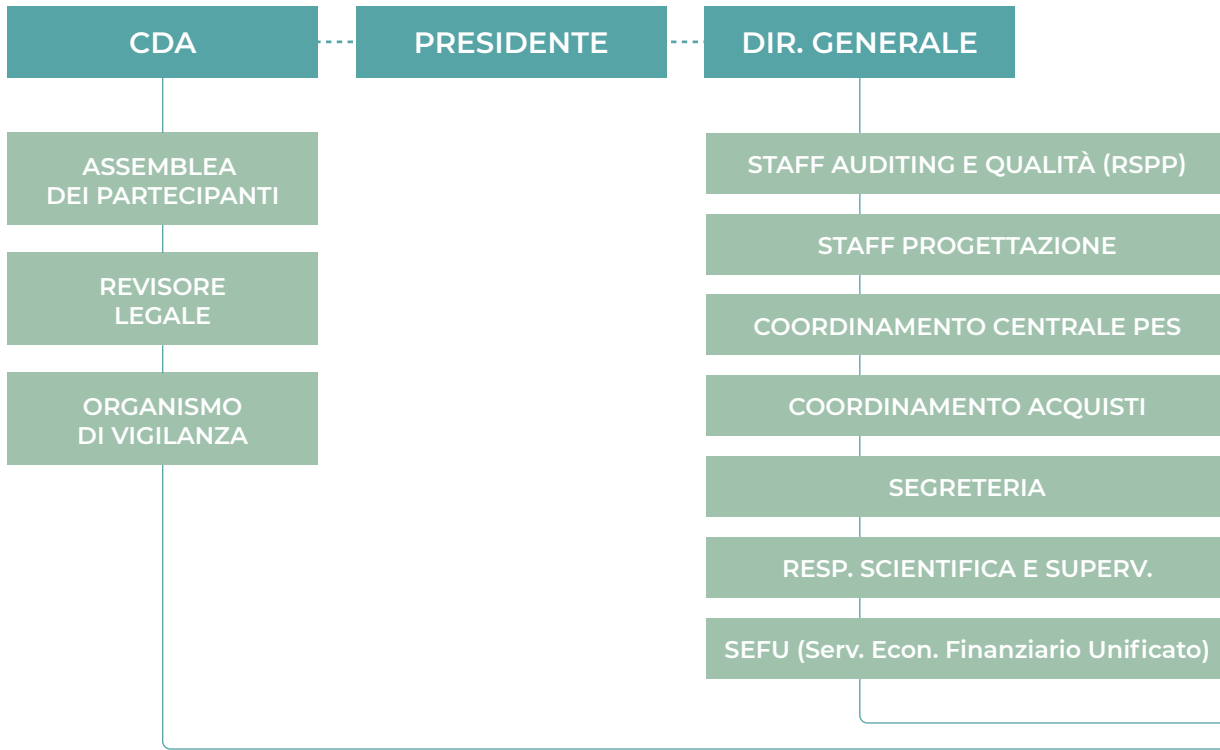 CDA
PRESIDENTE
DIR. GENERALE
ASSEMBLEA
DEI PARTECIPANTI
REVISORE
LEGALE
ORGANISMO
DI VIGILANZA
STAFF AUDITING E QUALITÀ (RSPP)
STAFF PROGETTAZIONE
COORDINAMENTO CENTRALE PES
COORDINAMENTO ACQUISTI
SEGRETERIA
RESP. SCIENTIFICA E SUPERV.
SEFU (Serv. Econ. Finanziario Unificato)